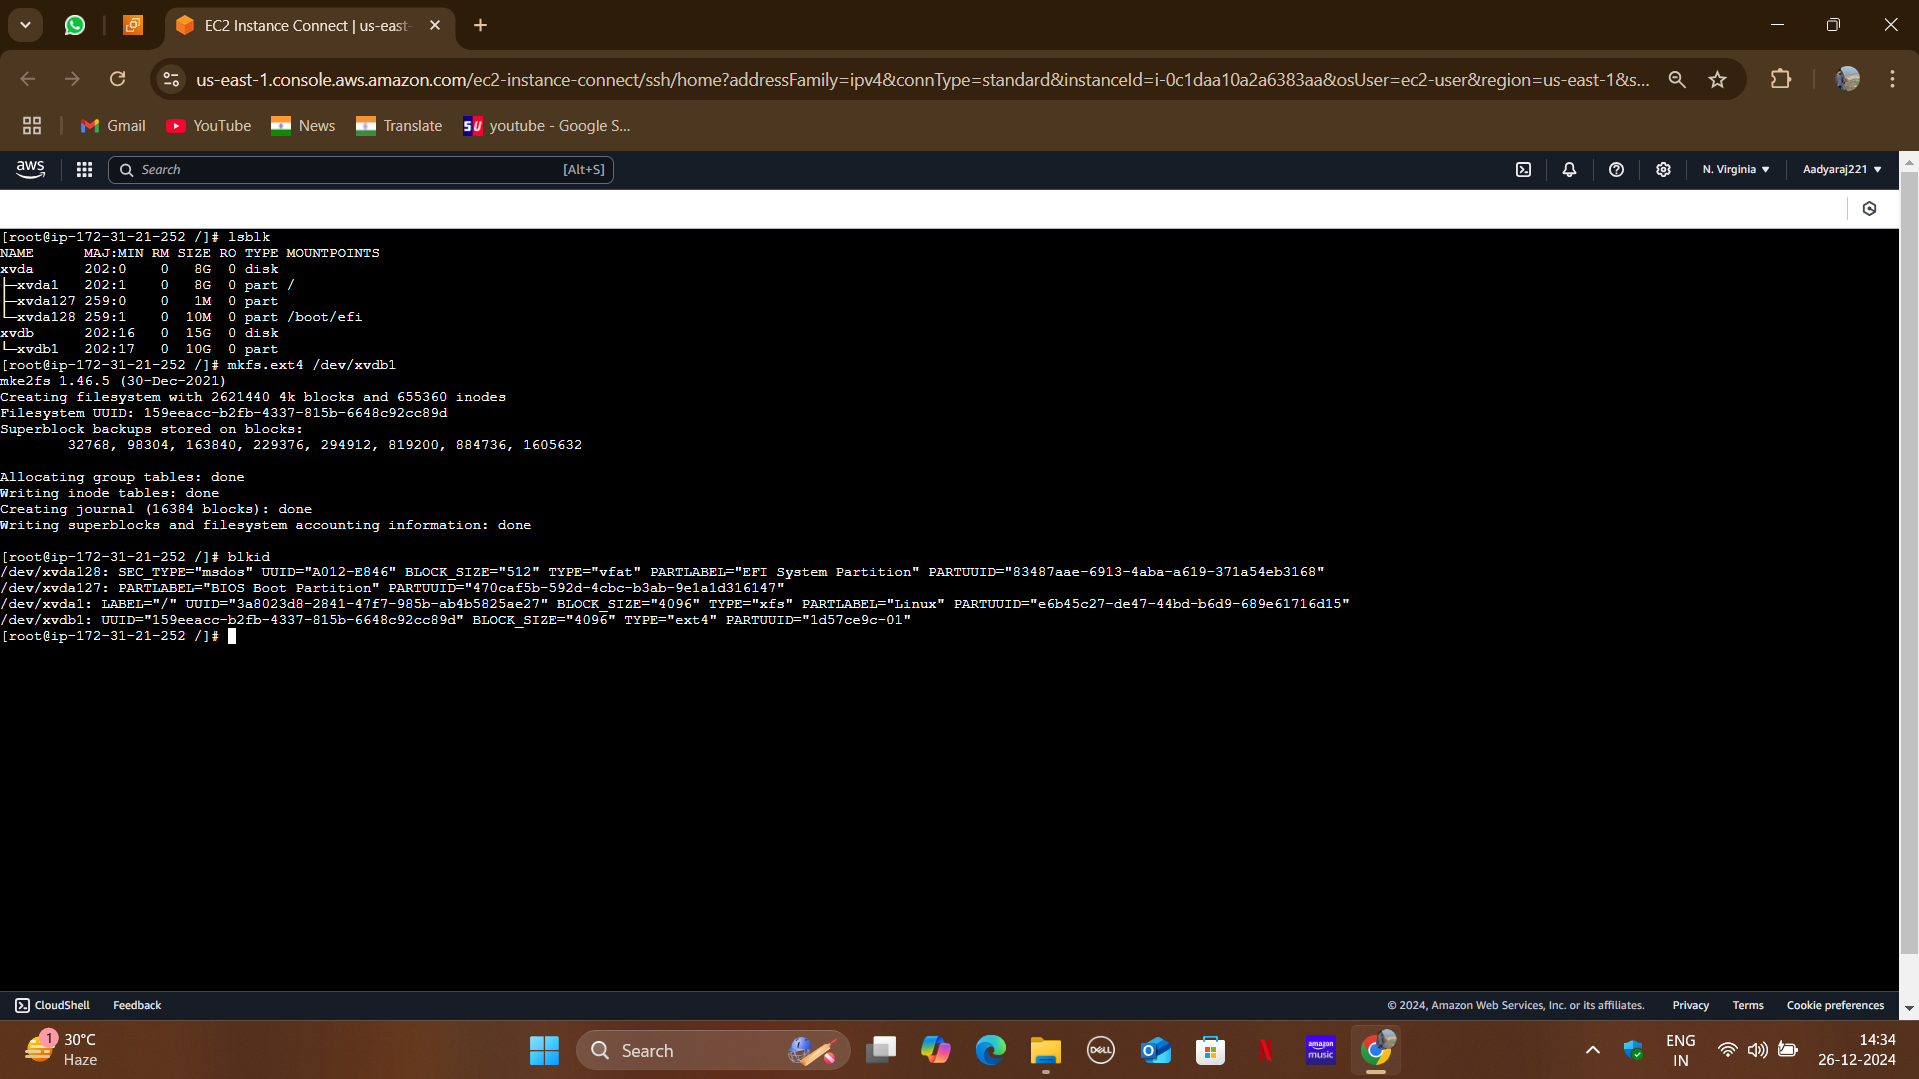 EC2 Instance Connect | us-east-
us-east-1.console.aws.amazon.com/ec2-instance-connect/ssh/home?addressFamily=ipv4&connType=standard&instanceId=i-0c1daa10a2a6383aa&osUser=ec2-user&region=us-east-1&s...
Gmail YouTube News SU Translate youtube - Google S...
aws Search [Alt+S] N. Virginia Aadyaraj221
[root@ip-172-31-21-252 /]# lsblk
NAME MAJ:MIN RM SIZE RO TYPE MOUNTPOINTS
xvda 202:0 0 8G 0 disk
├─xvda1 202:1 0 8G 0 part /
├─xvda127 259:0 0 1M 0 part
└─xvda128 259:1 0 10M 0 part /boot/efi
xvdb 202:16 0 15G 0 disk
└─xvdb1 202:17 0 10G 0 part
[root@ip-172-31-21-252 /]# mkfs.ext4 /dev/xvdb1
mke2fs 1.46.5 (30-Dec-2021)
Creating filesystem with 2621440 4k blocks and 655360 inodes
Filesystem UUID: 159eeacc-b2fb-4337-815b-6648c92cc89d
Superblock backups stored on blocks:
32768, 98304, 163840, 229376, 294912, 819200, 884736, 1605632
Allocating group tables: done
Writing inode tables: done
Creating journal (16384 blocks): done
Writing superblocks and filesystem accounting information: done
[root@ip-172-31-21-252 /]# blkid
/dev/xvda128: SEC_TYPE="msdos" UUID="A012-E846" BLOCK_SIZE="512" TYPE="vfat" PARTLABEL="EFI System Partition" PARTUUID="83487aae-6913-4aba-a619-371a54eb3168"
/dev/xvda127: PARTLABEL="BIOS Boot Partition" PARTUUID="470caf5b-592d-4cbc-b3ab-9e1a1d316147"
/dev/xvda1: LABEL="/" UUID="3a8023d8-2841-47f7-985b-ab4b5825ae27" BLOCK_SIZE="4096" TYPE="xfs" PARTLABEL="Linux" PARTUUID="e6b45c27-de47-44bd-b6d9-689e61716d15"
/dev/xvdb1: UUID="159eeacc-b2fb-4337-815b-6648c92cc89d" BLOCK_SIZE="4096" TYPE="ext4" PARTUUID="1d57ce9c-01"
[root@ip-172-31-21-252 /]#
CloudShell Feedback © 2024, Amazon Web Services, Inc. or its affiliates. Privacy Terms Cookie preferences
1 30°C
Haze
Search
DELL
amazon music
ENG
IN
14:34
26-12-2024